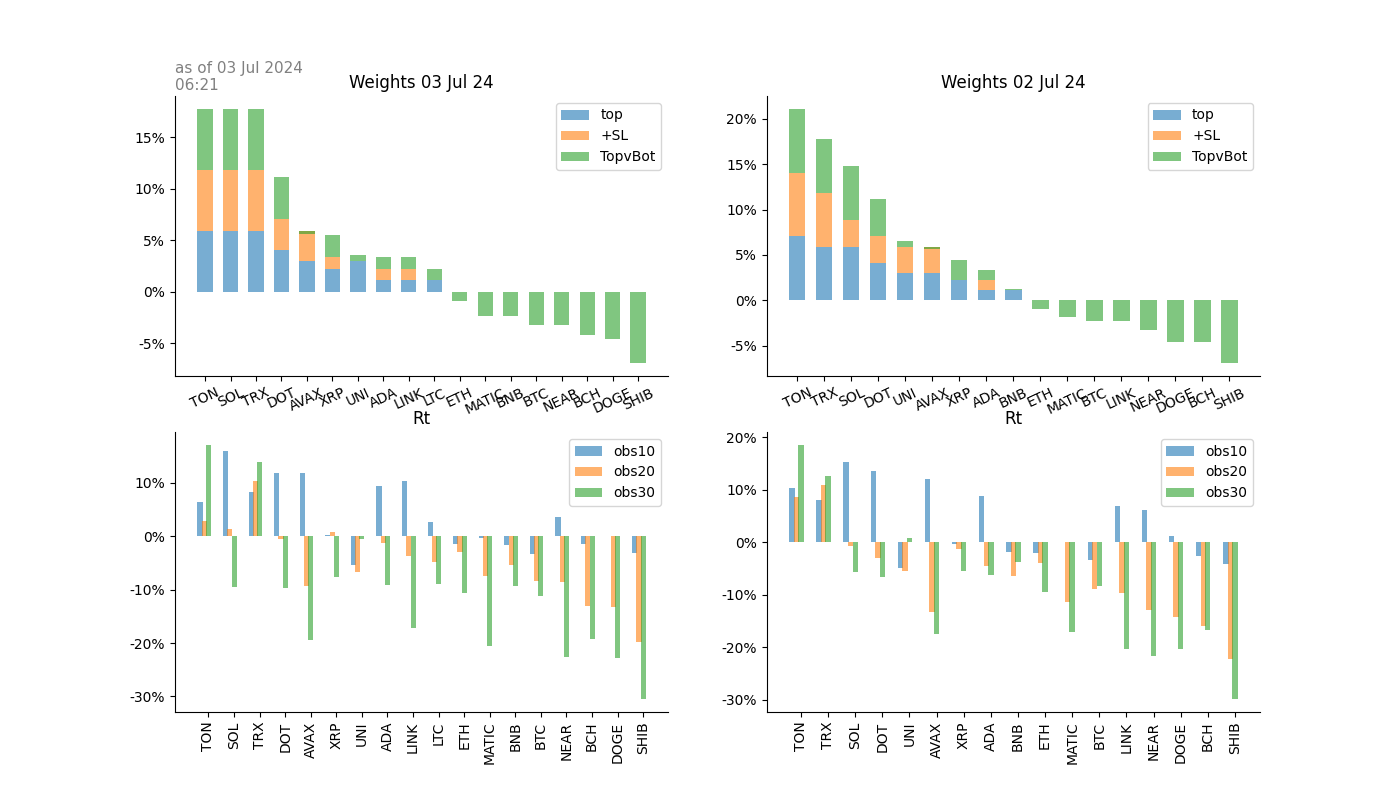 as of 03 Jul 2024
06:21
Weights 03 Jul 24
top
+SL
TopvBot
15%
10%
5%
0%
-5%
TON SOL TRX DOT AVAX XRP UNI ADA LINK LTC ETH MATIC BNB BTC NEAR BCH DOGE SHIB
Weights 02 Jul 24
top
+SL
TopvBot
20%
15%
10%
5%
0%
-5%
TON TRX SOL DOT UNI AVAX XRP ADA BNB ETH MATIC BTC LINK NEAR DOGE BCH SHIB
Rt
obs10
obs20
obs30
10%
0%
-10%
-20%
-30%
TON SOL TRX DOT AVAX XRP UNI ADA LINK LTC ETH MATIC BNB BTC NEAR BCH DOGE SHIB
Rt
obs10
obs20
obs30
20%
10%
0%
-10%
-20%
-30%
TON TRX SOL DOT UNI AVAX XRP ADA BNB ETH MATIC BTC LINK NEAR DOGE BCH SHIB